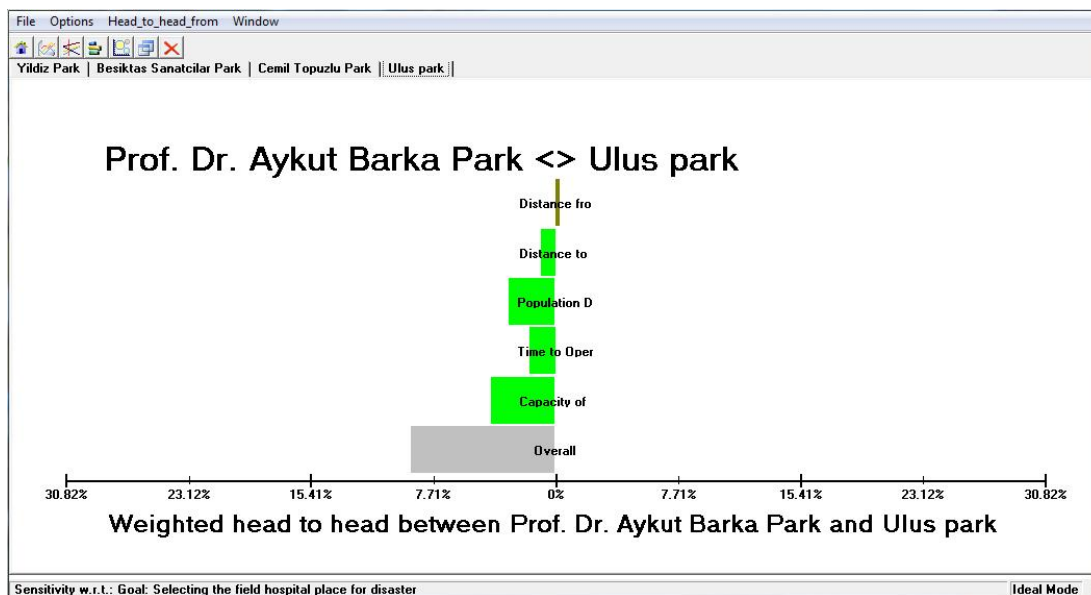 File Options Head_to_head_from Window
Yildiz Park | Besiktas Sanatcilar Park | Cemil Topuzlu Park | Ulus park |
Prof. Dr. Aykut Barka Park <> Ulus park
Distance fro
Distance to
Population D
Time to Oper
Capacity of
Overall
30.82% 23.12% 15.41% 7.71% 0% 7.71% 15.41% 23.12% 30.82%
Weighted head to head between Prof. Dr. Aykut Barka Park and Ulus park
Sensitivity w.r.t.: Goal: Selecting the field hospital place for disaster Ideal Mode